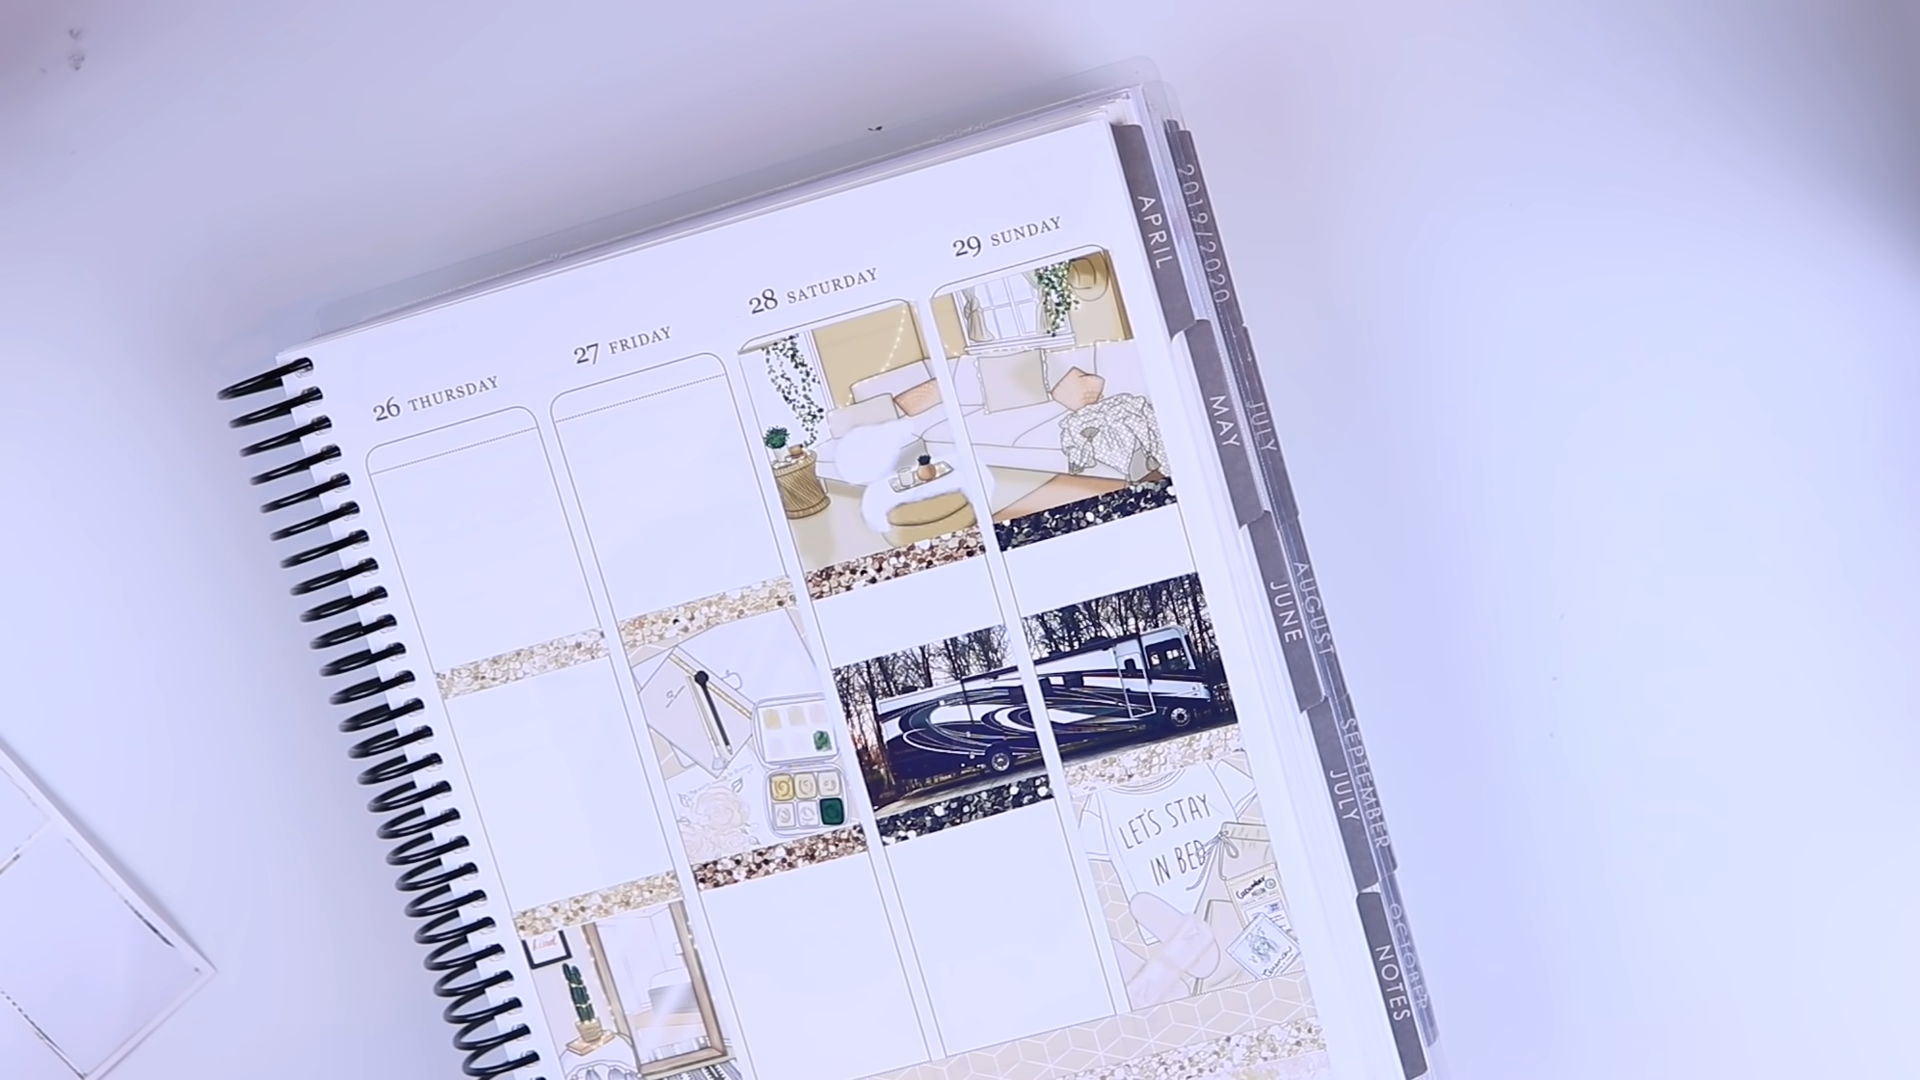 26 THURSDAY
27 FRIDAY
28 SATURDAY
29 SUNDAY
LET'S STAY
IN BED
APRIL
MAY
JUNE
JULY
NOTES
2019/2020
JULY
AUGUST
SEPTEMBER
OCTOBER